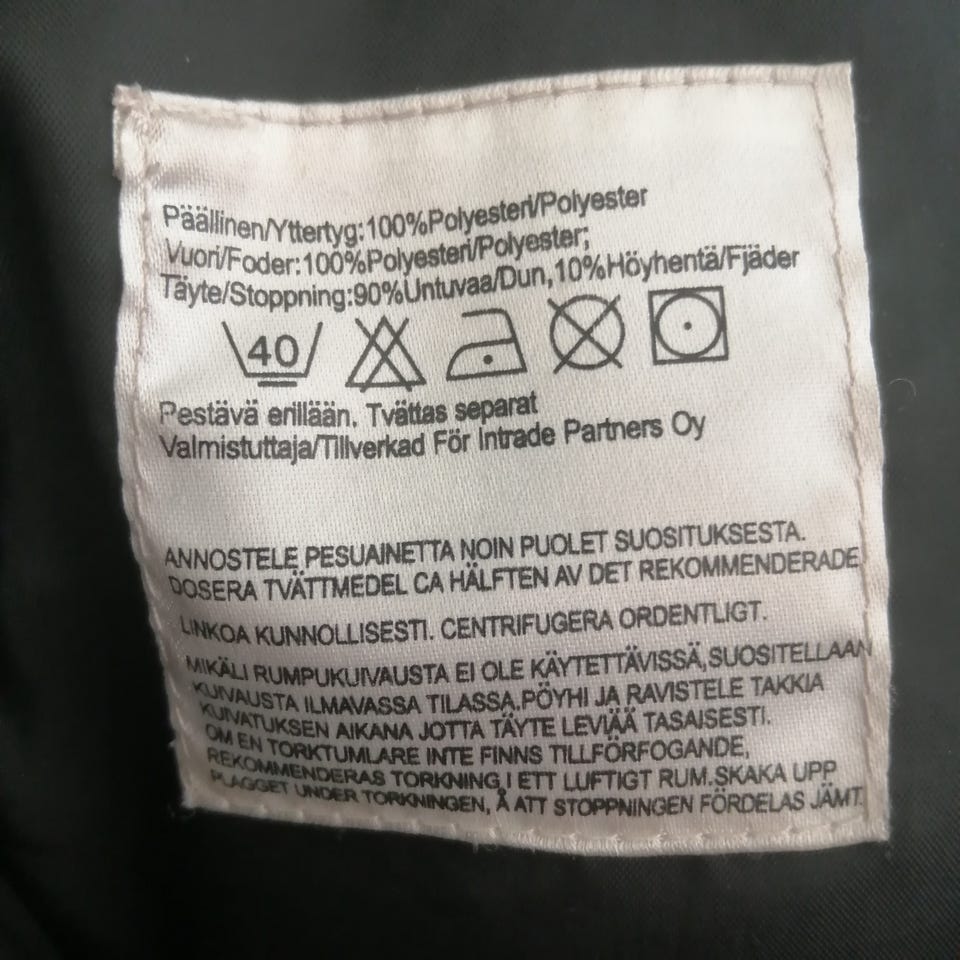 Päällinen/Yttertyg:100%Polyesteri/Polyester
Vuori/Foder:100%Polyesteri/Polyester;
Täyte/Stoppning:90%Untuvaa/Dun,10%Höyhentä/Fjäder
40
Pestävä erillään. Tvättas separat
Valmistuttaja/Tillverkad För Intrade Partners Oy
ANNOSTELE PESUAINETTA NOIN PUOLET SUOSITUKSESTA.
DOSERA TVÄTTMEDEL CA HÄLFTEN AV DET REKOMMENDERADE
LINKOA KUNNOLLISESTI. CENTRIFUGERA ORDENTLIGT.
MIKÄLI RUMPUKUIVAUSTA EI OLE KÄYTETTÄVISSÄ,SUOSITELLAAN
KUIVAUSTA ILMAVASSA TILASSA.PÖYHI JA RAVISTELE TAKKIA
KUIVATUKSEN AIKANA JOTTA TÄYTE LEVIÄÄ TASAISESTI.
OM EN TORKTUMLARE INTE FINNS TILLFÖRFOGANDE,
REKOMMENDERAS TORKNING I ETT LUFTIGT RUM.SKAKA UPP
PLAGGET UNDER TORKNINGEN, Å ATT STOPPNINGEN FÖRDELAS JÄMT.